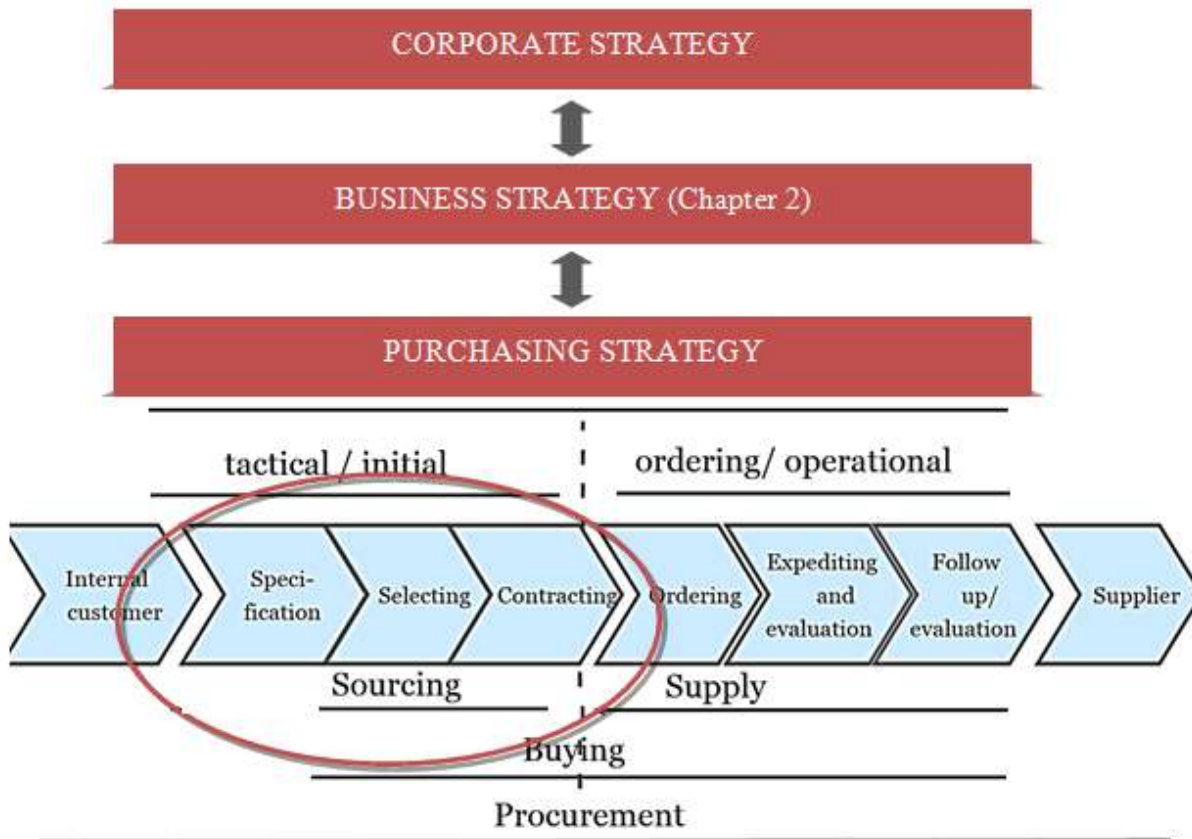 CORPORATE STRATEGY
BUSINESS STRATEGY (Chapter 2)
PURCHASING STRATEGY
tactical / initial
ordering/ operational
Internal
customer
Speci-
fication
Selecting
Contracting
Ordering
Expediting
and
evaluation
Follow
up/
evaluation
Supplier
Sourcing
Supply
Buying
Procurement